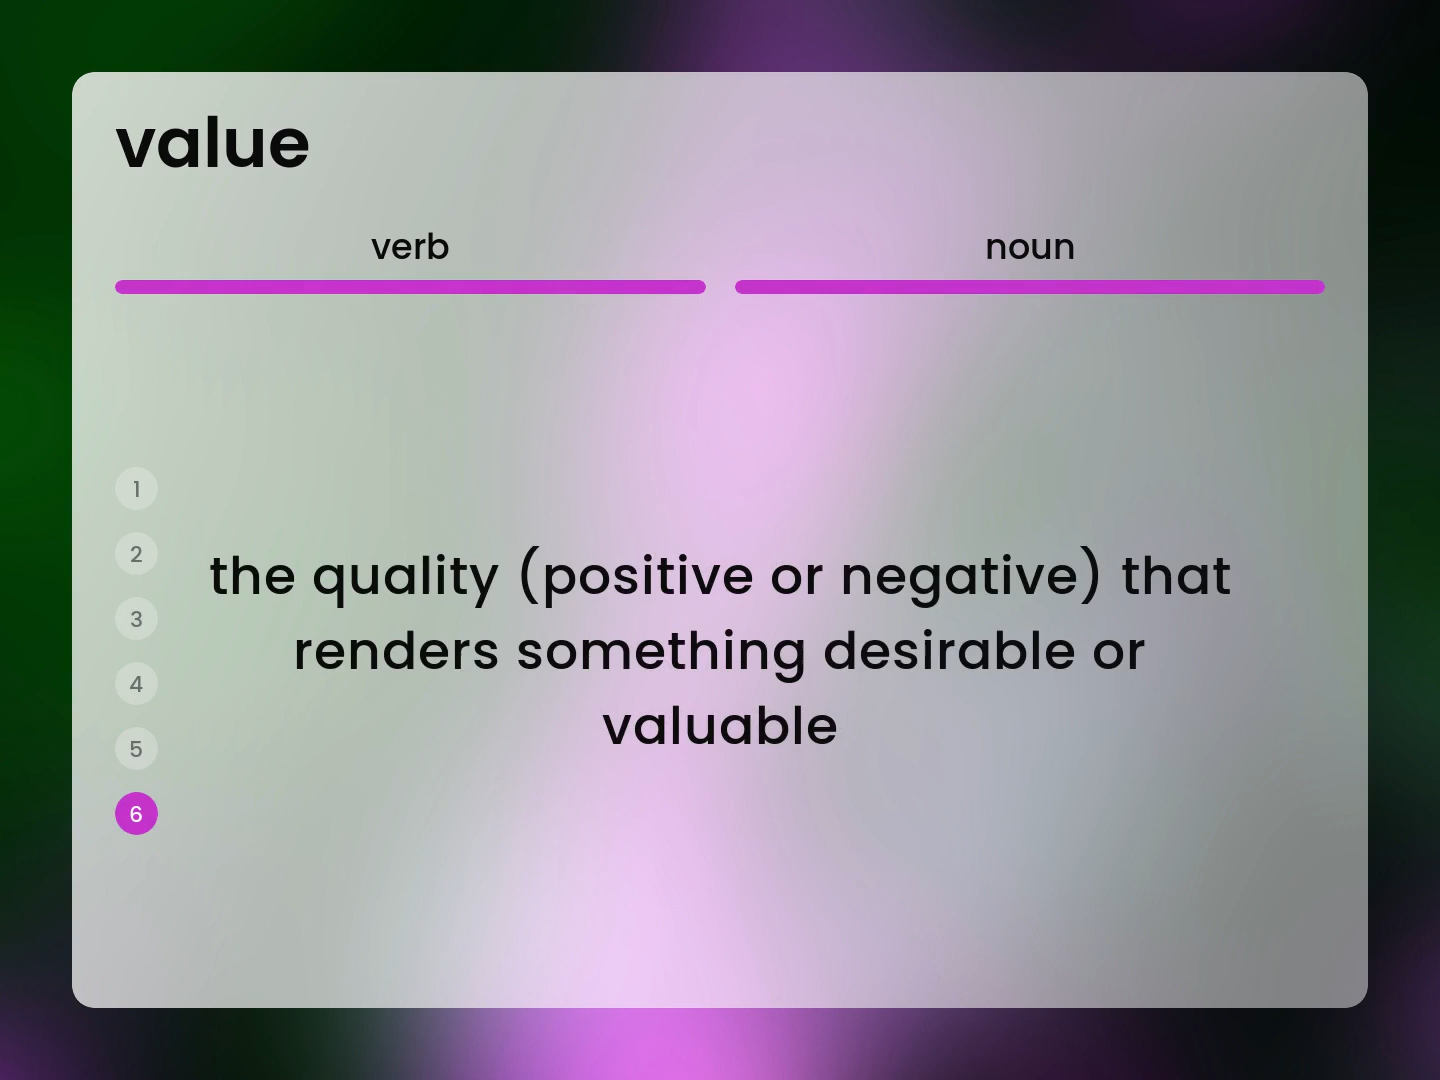 value
verb
noun
1
2
3
4
5
6
the quality (positive or negative) that
renders something desirable or
valuable